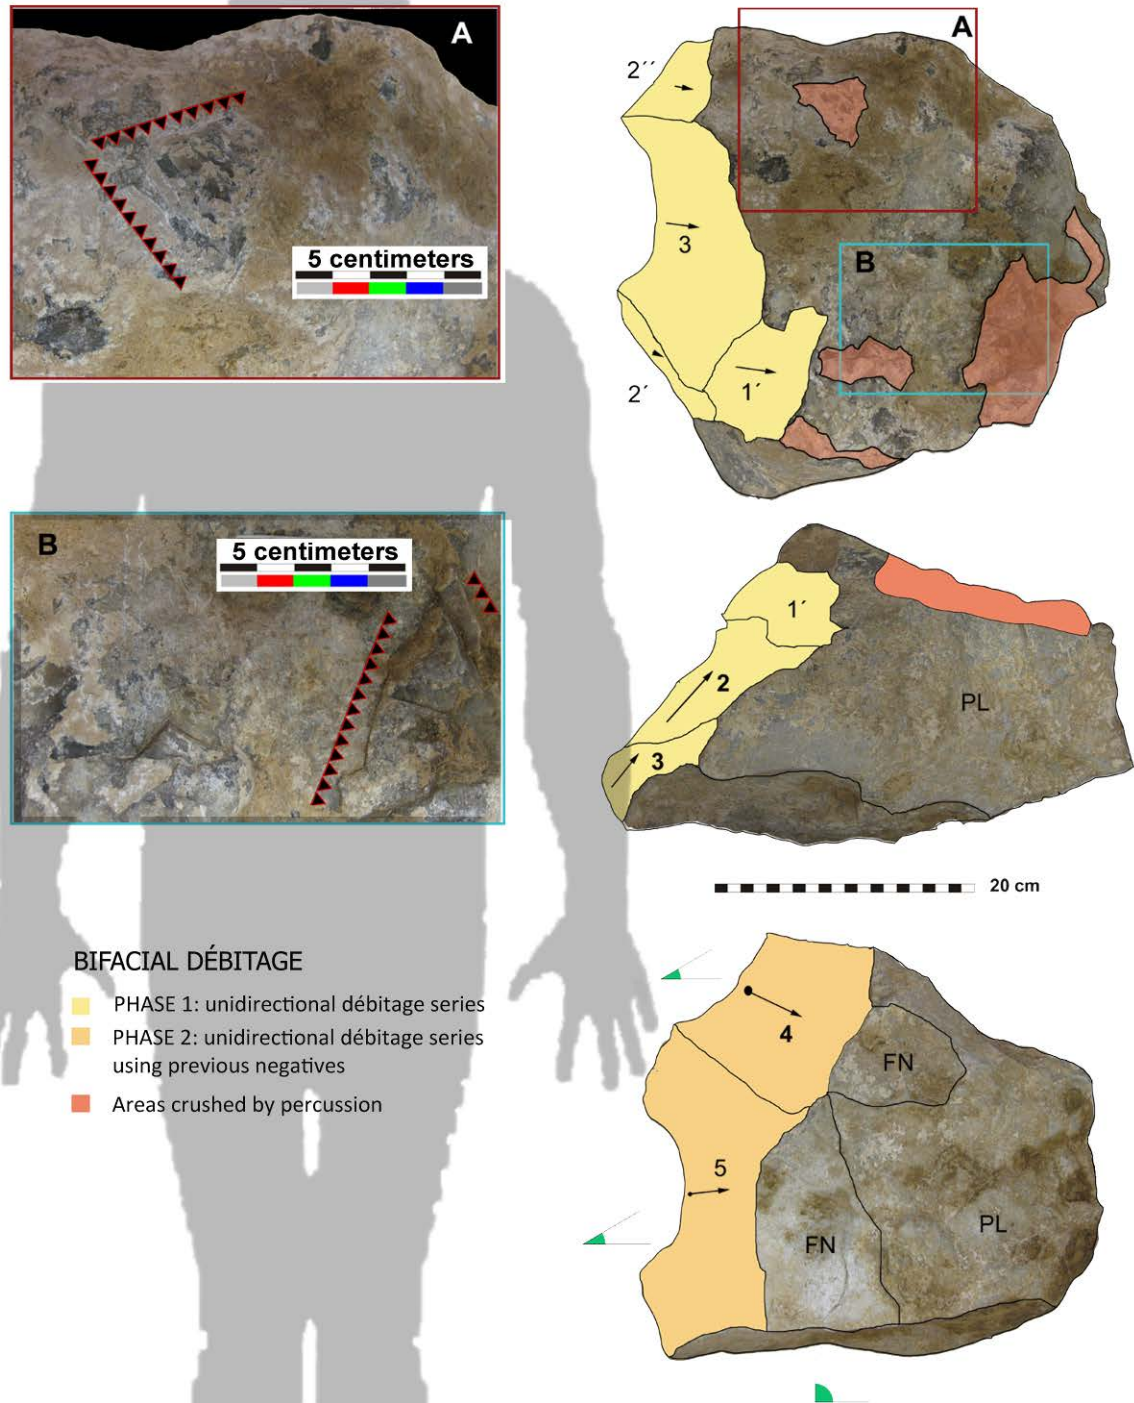 A
5 centimeters
B
5 centimeters
BIFACIAL DÉBITAGE
PHASE 1: unidirectional débitage series
PHASE 2: unidirectional débitage series
using previous negatives
Areas crushed by percussion
A
2´´
3
B
1´
2´
1´
2
PL
3
20 cm
4
FN
5
PL
FN